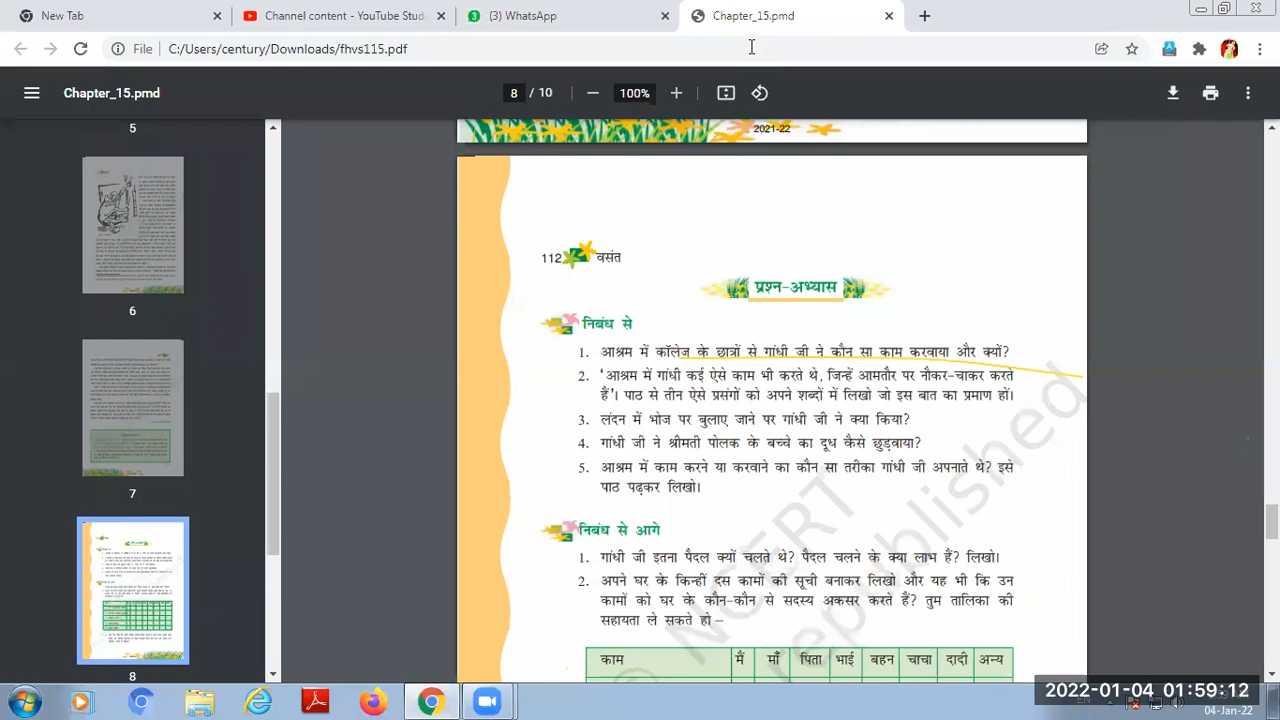 New Tab
Channel content - YouTube Stud
(3) WhatsApp
Chapter_15.pmd
File
C:/Users/century/Downloads/fhvs115.pdf
Chapter_15.pmd
8 / 10
100%
5
6
7
8
2021-22
112
वसंत
प्रश्न-अभ्यास
निबंध से
1. आश्रम में कॉलेज के छात्रों से गांधी जी ने कौन सा काम करवाया और क्यों?
2. 'आश्रम में गांधी कई ऐसे काम भी करते थे, जिन्हें आमतौर पर नौकर-चाकर करते
हैं'। पाठ से तीन ऐसे प्रसंगों को अपने शब्दों में लिखो जो इस बात का प्रमाण हों।
3. लंदन में भोज पर बुलाए जाने पर गांधी जी ने क्या किया?
4. गांधी जी ने श्रीमती पोलक के बच्चे का दूध कैसे छुड़वाया?
5. आश्रम में काम करने या करवाने का कौन सा तरीका गांधी जी अपनाते थे? इसे
पाठ पढ़कर लिखो।
निबंध से आगे
1. गांधी जी इतना पैदल क्यों चलते थे? पैदल चलने के क्या लाभ हैं? लिखो।
2. अपने घर के किन्हीं दस कामों की सूची बनाकर लिखो और यह भी कि उन
कामों को घर के कौन-कौन से सदस्य अकसर करते हैं? तुम तालिका की
सहायता ले सकते हो –
काम मैं माँ पिता भाई बहन चाचा दादी अन्य
© NCERT
2022-01-04 01:59:12
EN
04-Jan-22